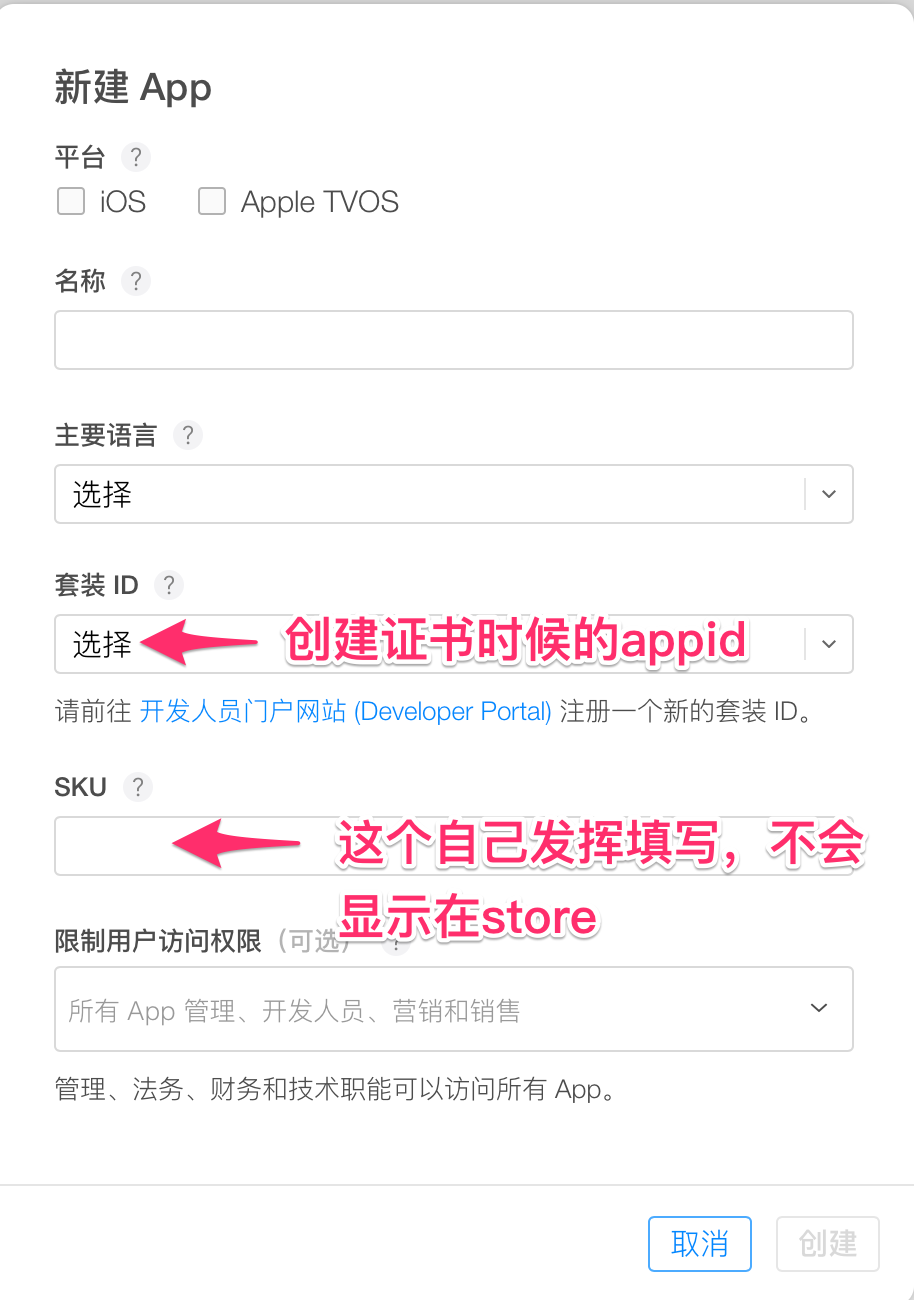 新建 App
平台 ?
iOS Apple TVOS
名称 ?
主要语言 ?
选择
套装 ID ?
选择 创建证书时候的appid
请前往 开发人员门户网站 (Developer Portal) 注册一个新的套装 ID。
SKU ?
这个自己发挥填写，不会
显示在store
限制用户访问权限（可选） ?
所有 App 管理、开发人员、营销和销售
管理、法务、财务和技术职能可以访问所有 App。
取消 创建